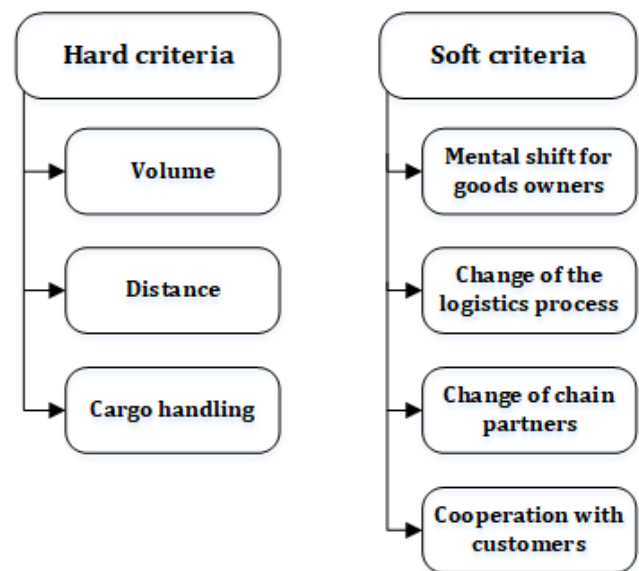 Hard criteria
Volume
Distance
Cargo handling
Soft criteria
Mental shift for
goods owners
Change of the
logistics process
Change of chain
partners
Cooperation with
customers